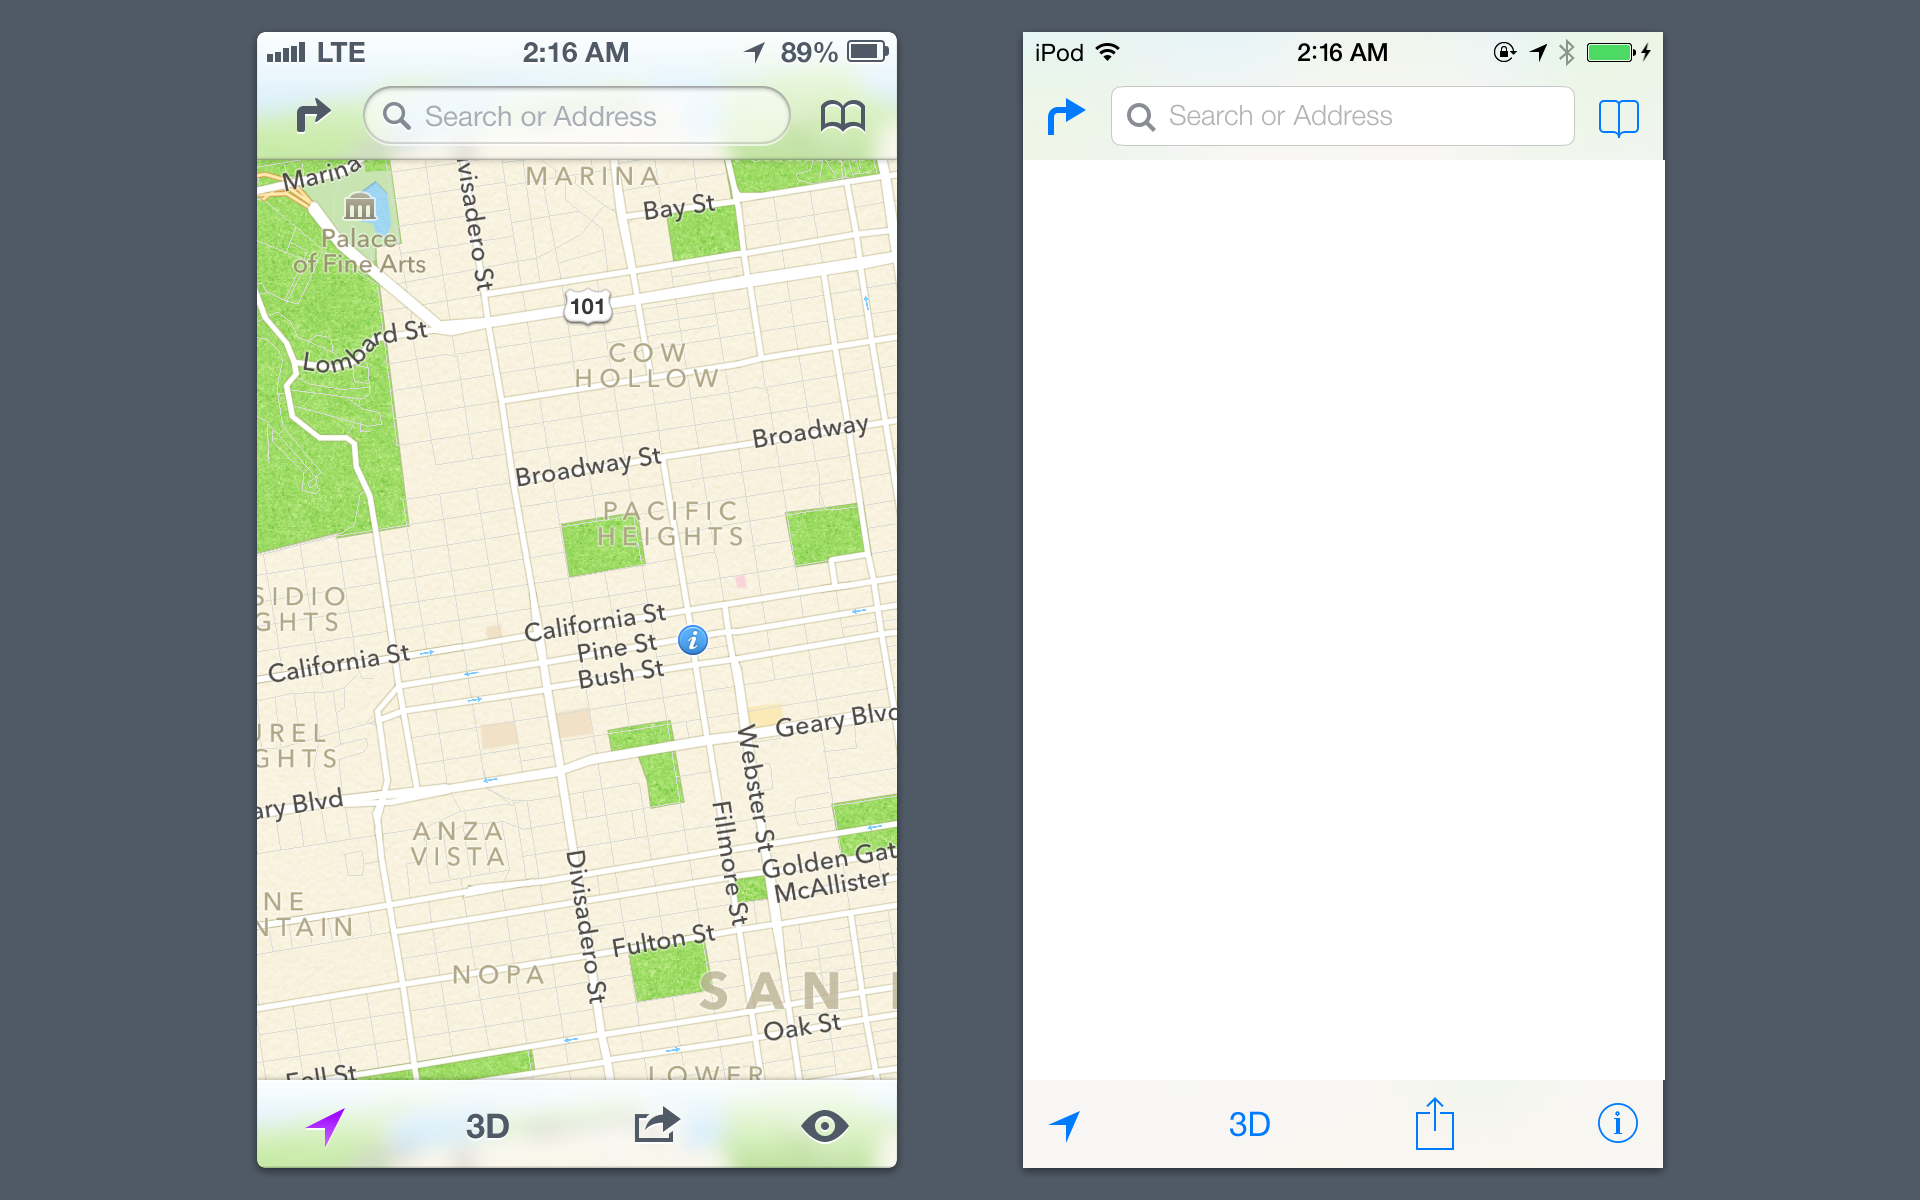 LTE 2:16 AM 89%
Search or Address
Marina
MARINA
Divisadero St
Bay St
Palace
of Fine Arts
101
Lombard St
COW
HOLLOW
Broadway
Broadway St
PACIFIC
HEIGHTS
SIDIO
GHTS
California St
Pine St
Bush St
California St
i
UREL
GHTS
Geary Blvd
Webster St
ary Blvd
Fillmore St
ANZA
VISTA
Divisadero St
Golden Gat
McAllister
NE
NTAIN
Fulton St
NOPA
SAN
Oak St
Fell St
LOWER
3D
iPod 2:16 AM
Search or Address
3D
i